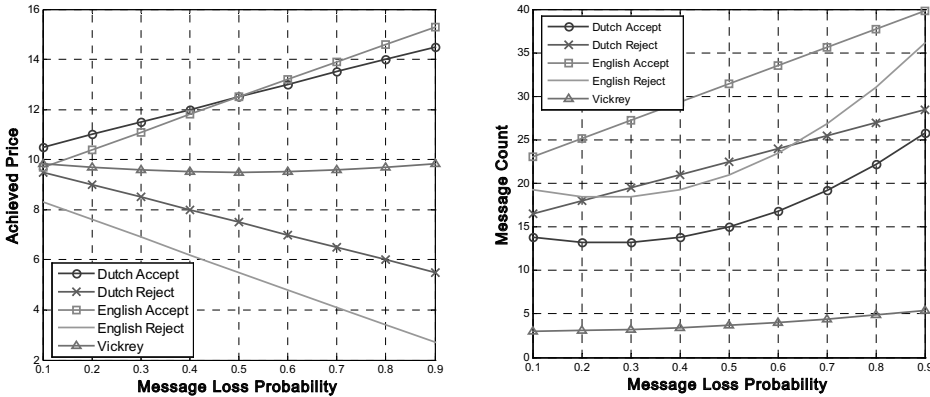 16
14
12
10
8
6
4
2
Achieved Price
Dutch Accept
Dutch Reject
English Accept
English Reject
Vickrey
0.1 0.2 0.3 0.4 0.5 0.6 0.7 0.8 0.9
Message Loss Probability
40
35
30
25
20
15
10
5
0
Message Count
Dutch Accept
Dutch Reject
English Accept
English Reject
Vickrey
0.1 0.2 0.3 0.4 0.5 0.6 0.7 0.8 0.9
Message Loss Probability